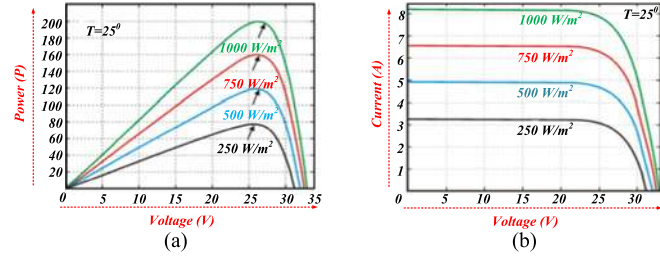 T=25⁰
Power (P)
200
180
160
140
120
100
80
60
40
20
1000 W/m²
750 W/m²
500 W/m²
250 W/m²
0 5 10 15 20 25 30 35
Voltage (V)
(a)
T=25⁰
Current (A)
8
7
6
5
4
3
2
1
1000 W/m²
750 W/m²
500 W/m²
250 W/m²
0 5 10 15 20 25 30
Voltage (V)
(b)